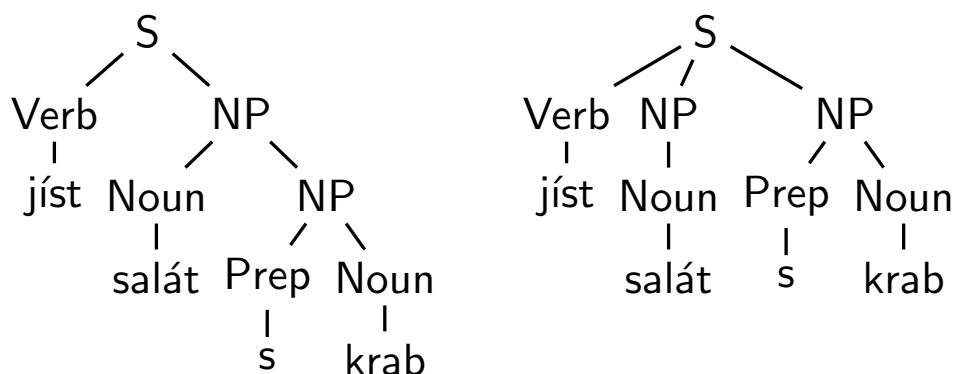 S S
Verb NP Verb NP NP
jíst Noun NP jíst Noun Prep Noun
salát Prep Noun salát s krab
s krab